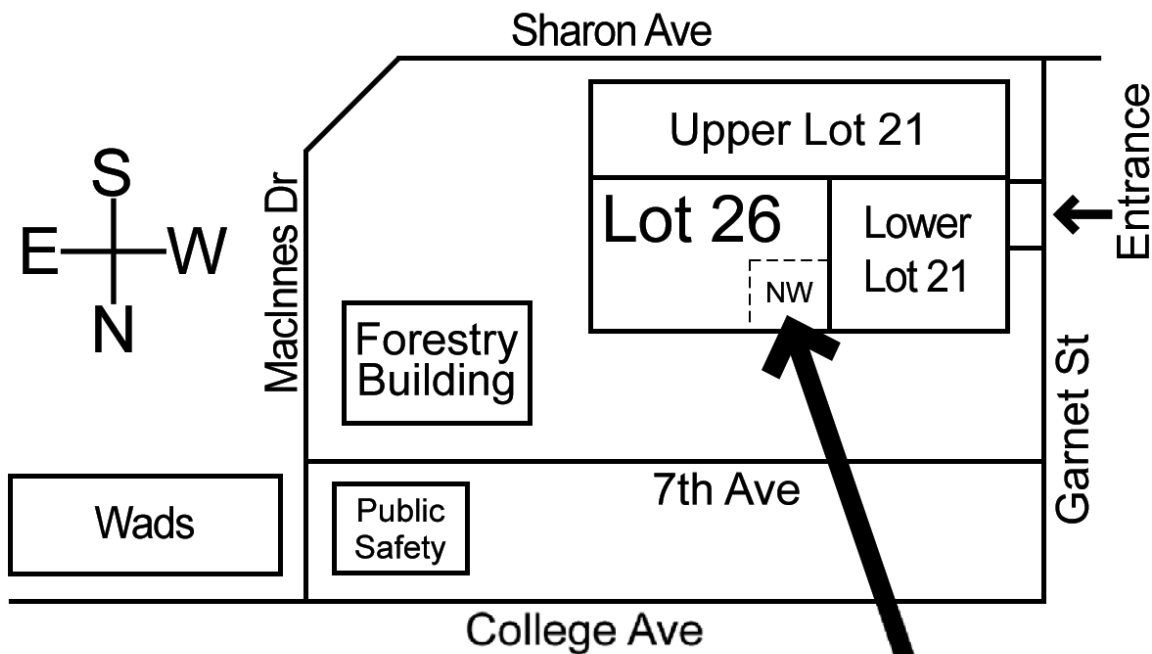 Sharon Ave
Upper Lot 21
Entrance
S
E
W
N
MacInnes Dr
Lot 26
Lower
Lot 21
NW
Forestry
Building
Garnet St
7th Ave
Wads
Public
Safety
College Ave